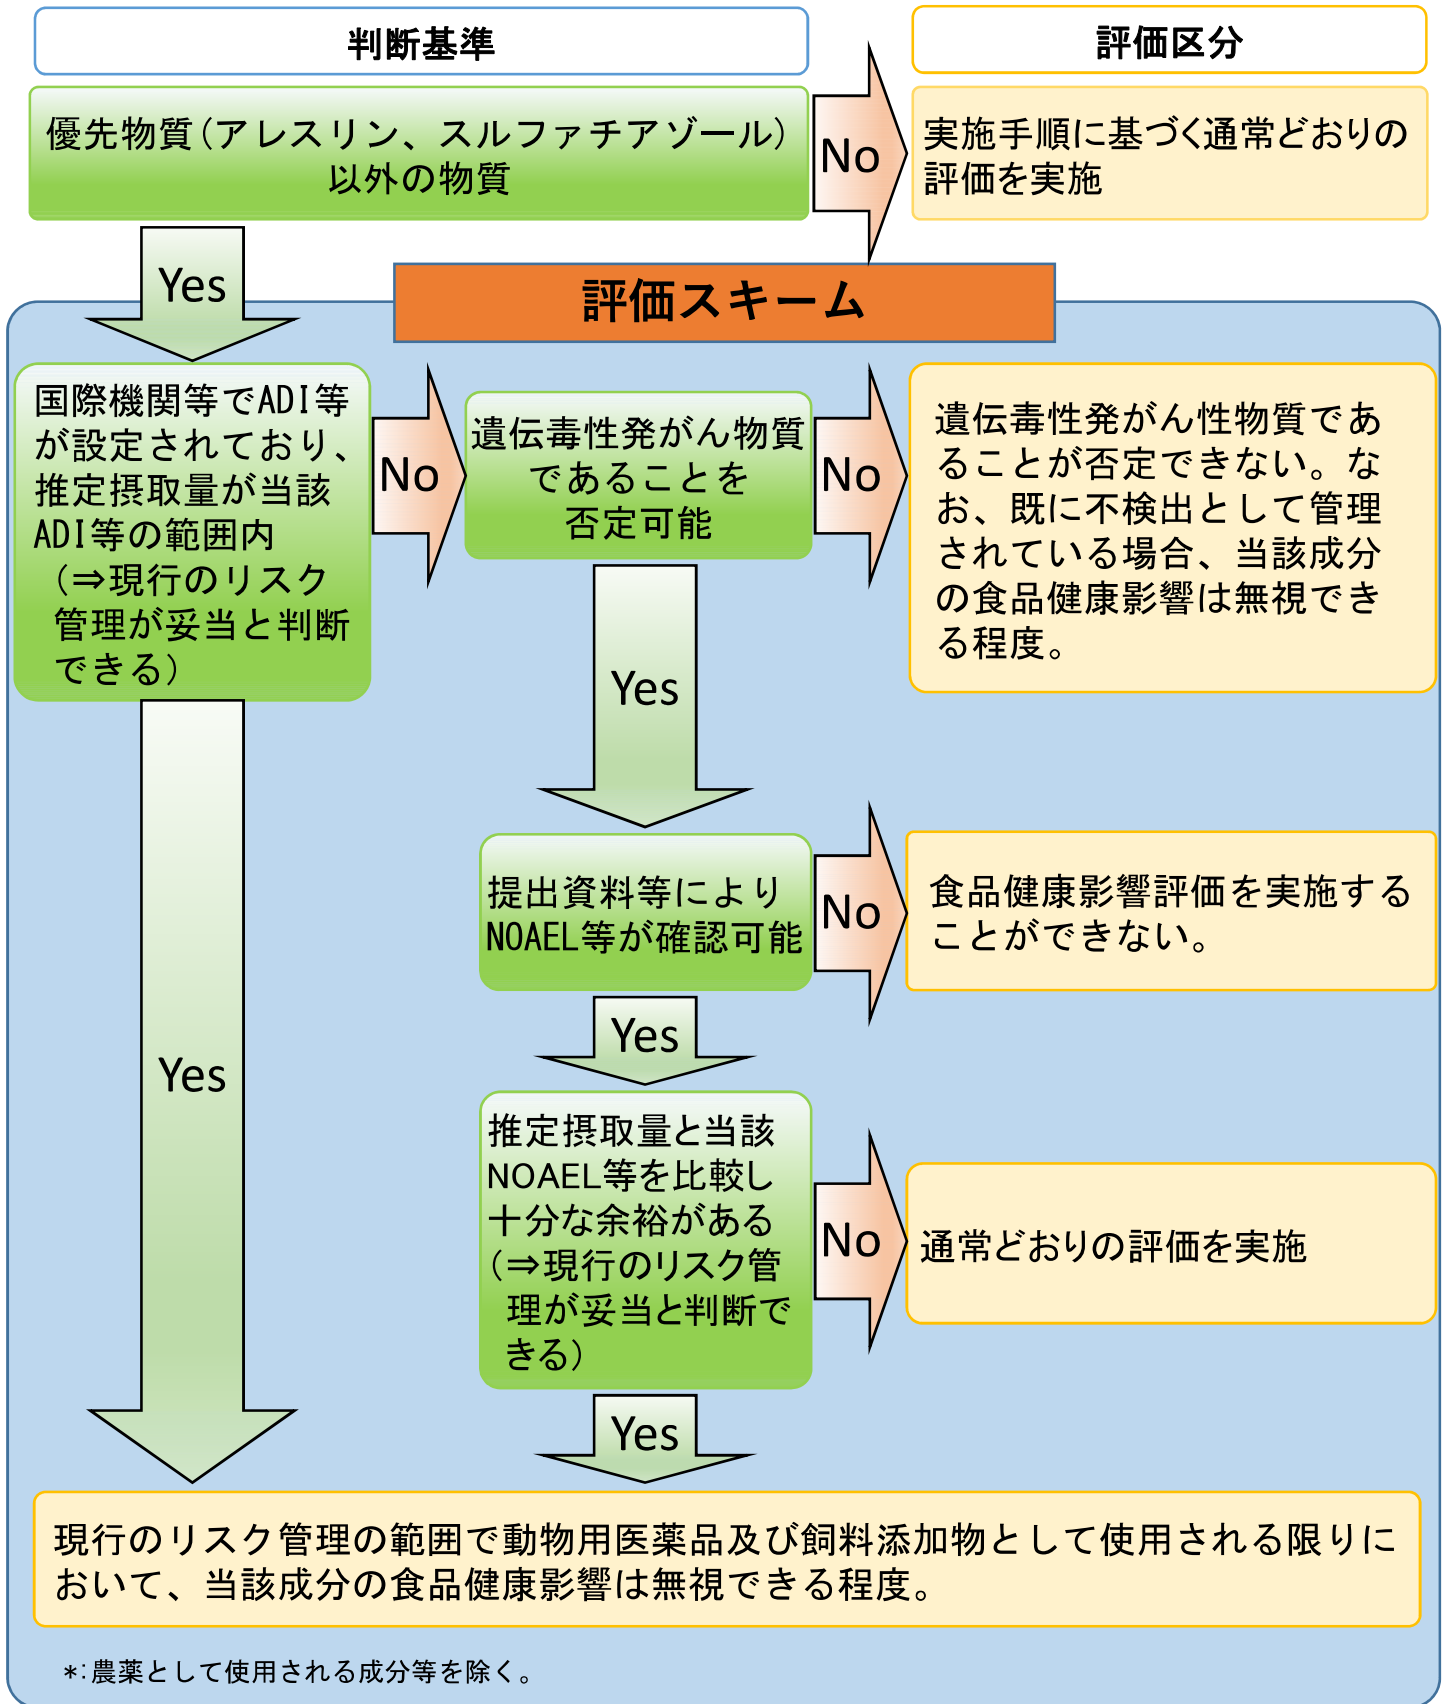 判断基準
評価区分
優先物質(アレスリン、スルファチアゾール)
以外の物質
No
実施手順に基づく通常どおりの
評価を実施
Yes
評価スキーム
国際機関等でADI等
が設定されており、
推定摂取量が当該
ADI等の範囲内
(⇒現行のリスク
管理が妥当と判断
できる)
No
遺伝毒性発がん物質
であることを
否定可能
No
遺伝毒性発がん性物質であ
ることが否定できない。な
お、既に不検出として管理
されている場合、当該成分
の食品健康影響は無視でき
る程度。
Yes
提出資料等により
NOAEL等が確認可能
No
食品健康影響評価を実施する
ことができない。
Yes
Yes
推定摂取量と当該
NOAEL等を比較し
十分な余裕がある
(⇒現行のリスク管
理が妥当と判断で
きる)
No
通常どおりの評価を実施
Yes
現行のリスク管理の範囲で動物用医薬品及び飼料添加物として使用される限りに
おいて、当該成分の食品健康影響は無視できる程度。
*:農薬として使用される成分等を除く。